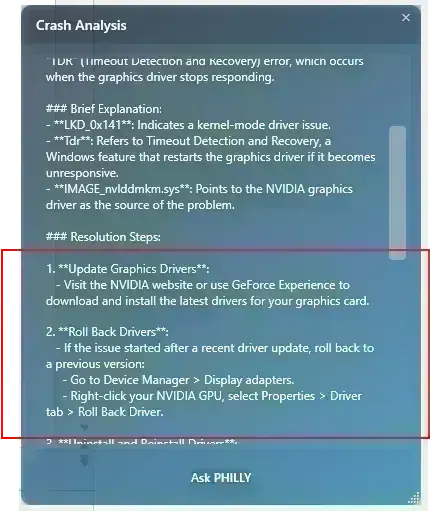 Crash Analysis
"TDR" (Timeout Detection and Recovery) error, which occurs
when the graphics driver stops responding.
### Brief Explanation:
- **LKD_0x141**: Indicates a kernel-mode driver issue.
- **Tdr**: Refers to Timeout Detection and Recovery, a
Windows feature that restarts the graphics driver if it becomes
unresponsive.
- **IMAGE_nvlddmkm.sys**: Points to the NVIDIA graphics
driver as the source of the problem.
### Resolution Steps:
1. **Update Graphics Drivers**:
- Visit the NVIDIA website or use GeForce Experience to
download and install the latest drivers for your graphics card.
2. **Roll Back Drivers**:
- If the issue started after a recent driver update, roll back to
a previous version:
- Go to Device Manager > Display adapters.
- Right-click your NVIDIA GPU, select Properties > Driver
tab > Roll Back Driver.
3. **Uninstall and Reinstall Drivers**:
Ask PHILLY